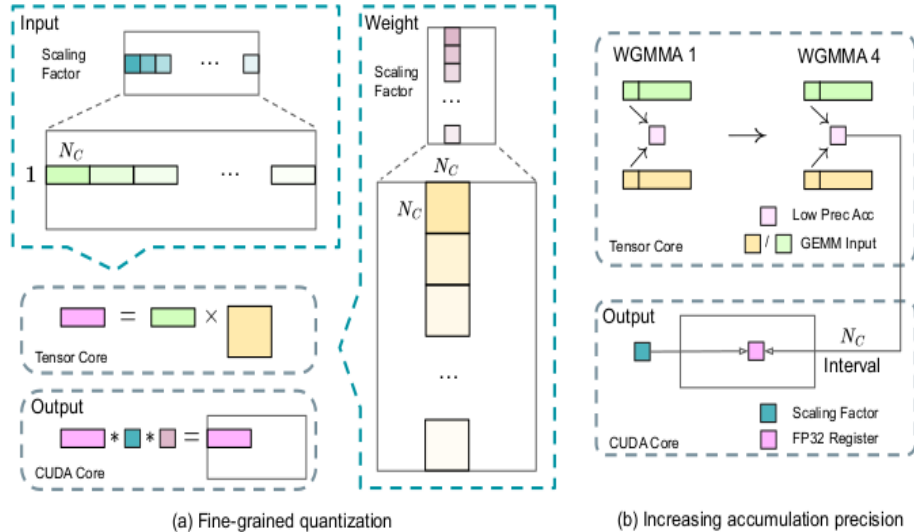 Input
Scaling
Factor
...
N_C
1
...
= ×
Tensor Core
Output
* * =
CUDA Core
Weight
Scaling
Factor
...
N_C
N_C
...
(a) Fine-grained quantization
WGMMA 1
WGMMA 4
Low Prec Acc
/ GEMM Input
Tensor Core
Output
N_C
Interval
Scaling Factor
FP32 Register
CUDA Core
(b) Increasing accumulation precision